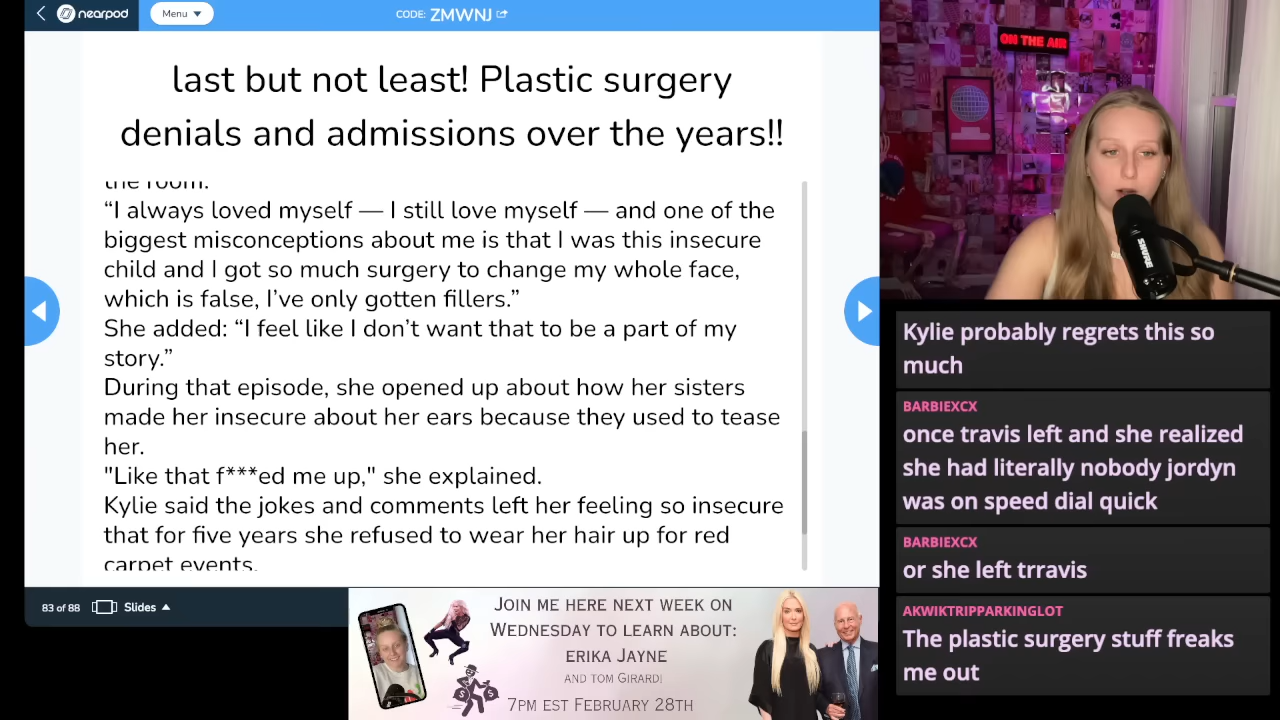 nearpod
Menu
CODE: ZMWNJ
last but not least! Plastic surgery
denials and admissions over the years!!
the room.
“I always loved myself — I still love myself — and one of the
biggest misconceptions about me is that I was this insecure
child and I got so much surgery to change my whole face,
which is false, I’ve only gotten fillers.”
She added: “I feel like I don’t want that to be a part of my
story.”
During that episode, she opened up about how her sisters
made her insecure about her ears because they used to tease
her.
"Like that f***ed me up," she explained.
Kylie said the jokes and comments left her feeling so insecure
that for five years she refused to wear her hair up for red
carpet events.
83 of 88
Slides
JOIN ME HERE NEXT WEEK ON
WEDNESDAY TO LEARN ABOUT:
ERIKA JAYNE
AND TOM GIRARDI
7PM EST FEBRUARY 28TH
ON THE AIR
SHURE
Kylie probably regrets this so
much
BARBIEXCX
once travis left and she realized
she had literally nobody jordyn
was on speed dial quick
BARBIEXCX
or she left trravis
AKWIKTRIPPARKINGLOT
The plastic surgery stuff freaks
me out